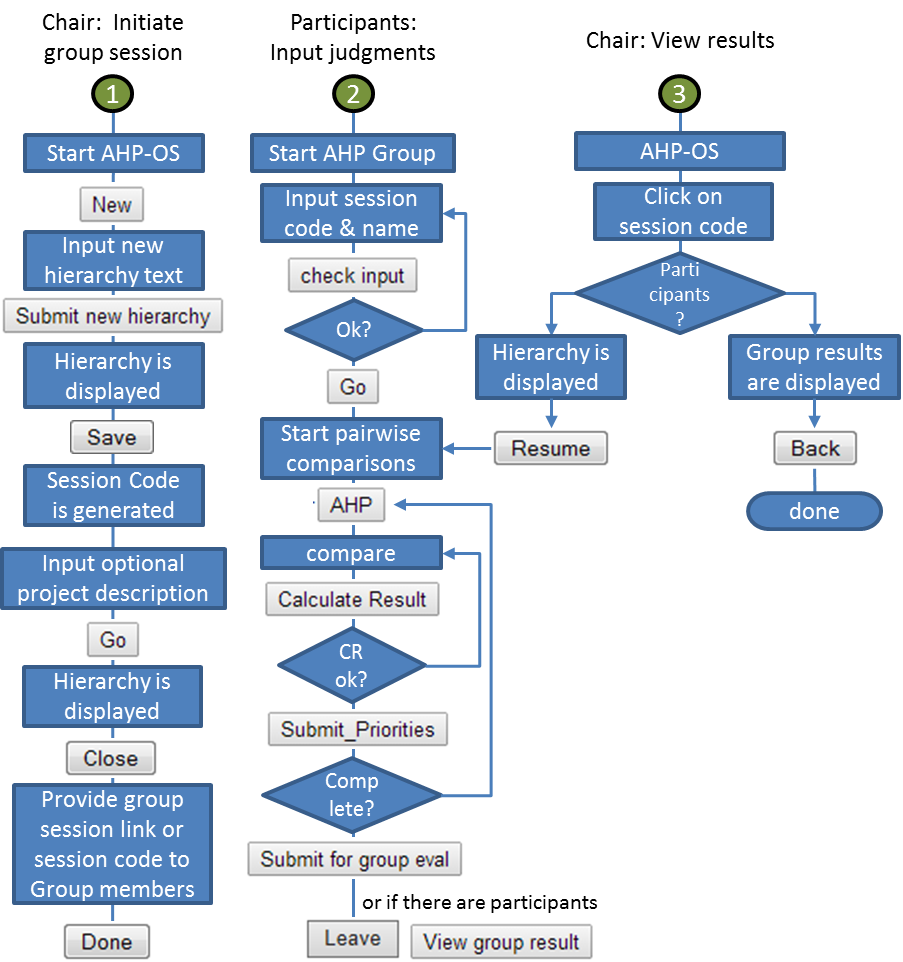 Chair:  Initiate
group session
1
Start AHP-OS
New
Input new
hierarchy text
Submit new hierarchy
Hierarchy is
displayed
Save
Session Code
is generated
Input optional
project description
Go
Hierarchy is
displayed
Close
Provide group
session link or
session code to
Group members
Done
Participants:
Input judgments
2
Start AHP Group
Input session
code & name
check input
Ok?
Go
Start pairwise
comparisons
AHP
compare
Calculate Result
CR
ok?
Submit_Priorities
Comp
lete?
Submit for group eval
or if there are participants
Leave
View group result
Chair: View results
3
AHP-OS
Click on
session code
Parti
cipants
?
Hierarchy is
displayed
Resume
Group results
are displayed
Back
done